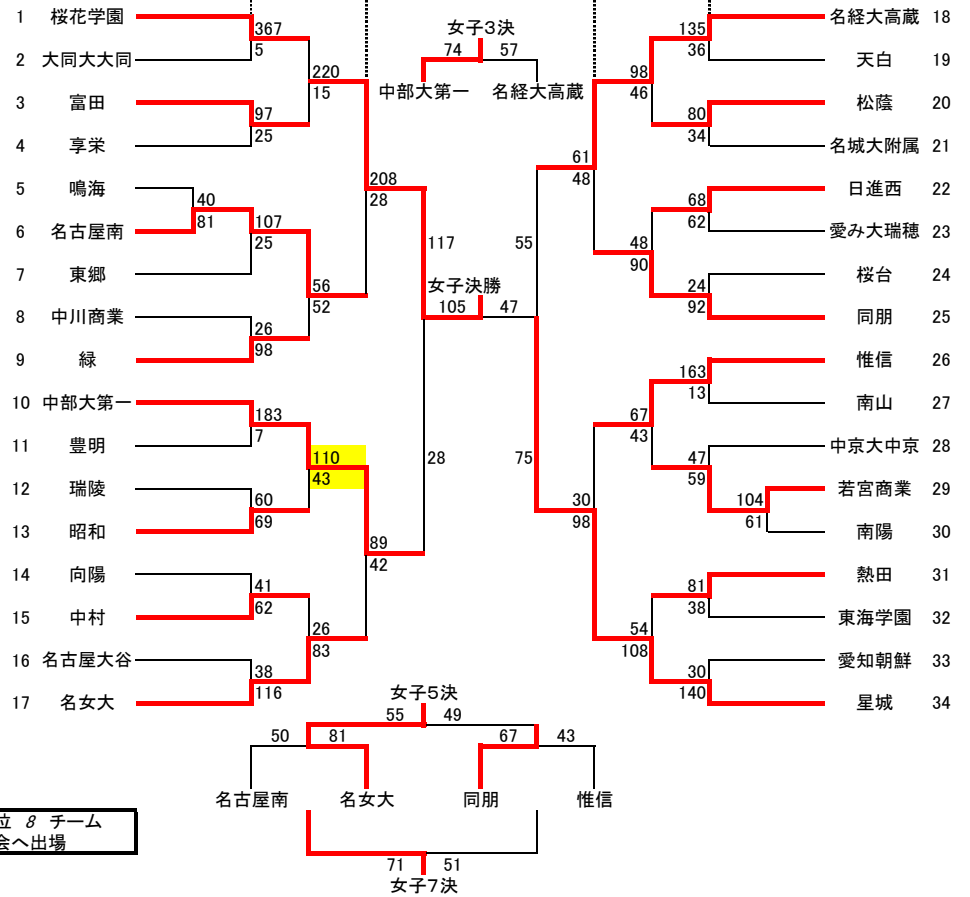 1 桜花学園
2 大同大大同
3 富田
4 享栄
5 鳴海
6 名古屋南
7 東郷
8 中川商業
9 緑
10 中部大第一
11 豊明
12 瑞陵
13 昭和
14 向陽
15 中村
16 名古屋大谷
17 名女大
367
5
97
25
40
81
107
25
26
98
183
7
60
69
41
62
38
116
220
15
56
52
110
43
26
83
208
28
89
42
117
28
女子3決
74 57
中部大第一 名経大高蔵
女子決勝
105 47
55
75
61
48
30
98
98
46
48
90
67
43
54
108
135
36
80
34
68
62
24
92
163
13
47
59
104
61
81
38
30
140
名経大高蔵 18
天白 19
松蔭 20
名城大附属 21
日進西 22
愛み大瑞穂 23
桜台 24
同朋 25
惟信 26
南山 27
中京大中京 28
若宮商業 29
南陽 30
熱田 31
東海学園 32
愛知朝鮮 33
星城 34
女子5決
55 49
50 81 67 43
名古屋南 名女大 同朋 惟信
71 51
女子7決
位 8 チーム
会へ出場